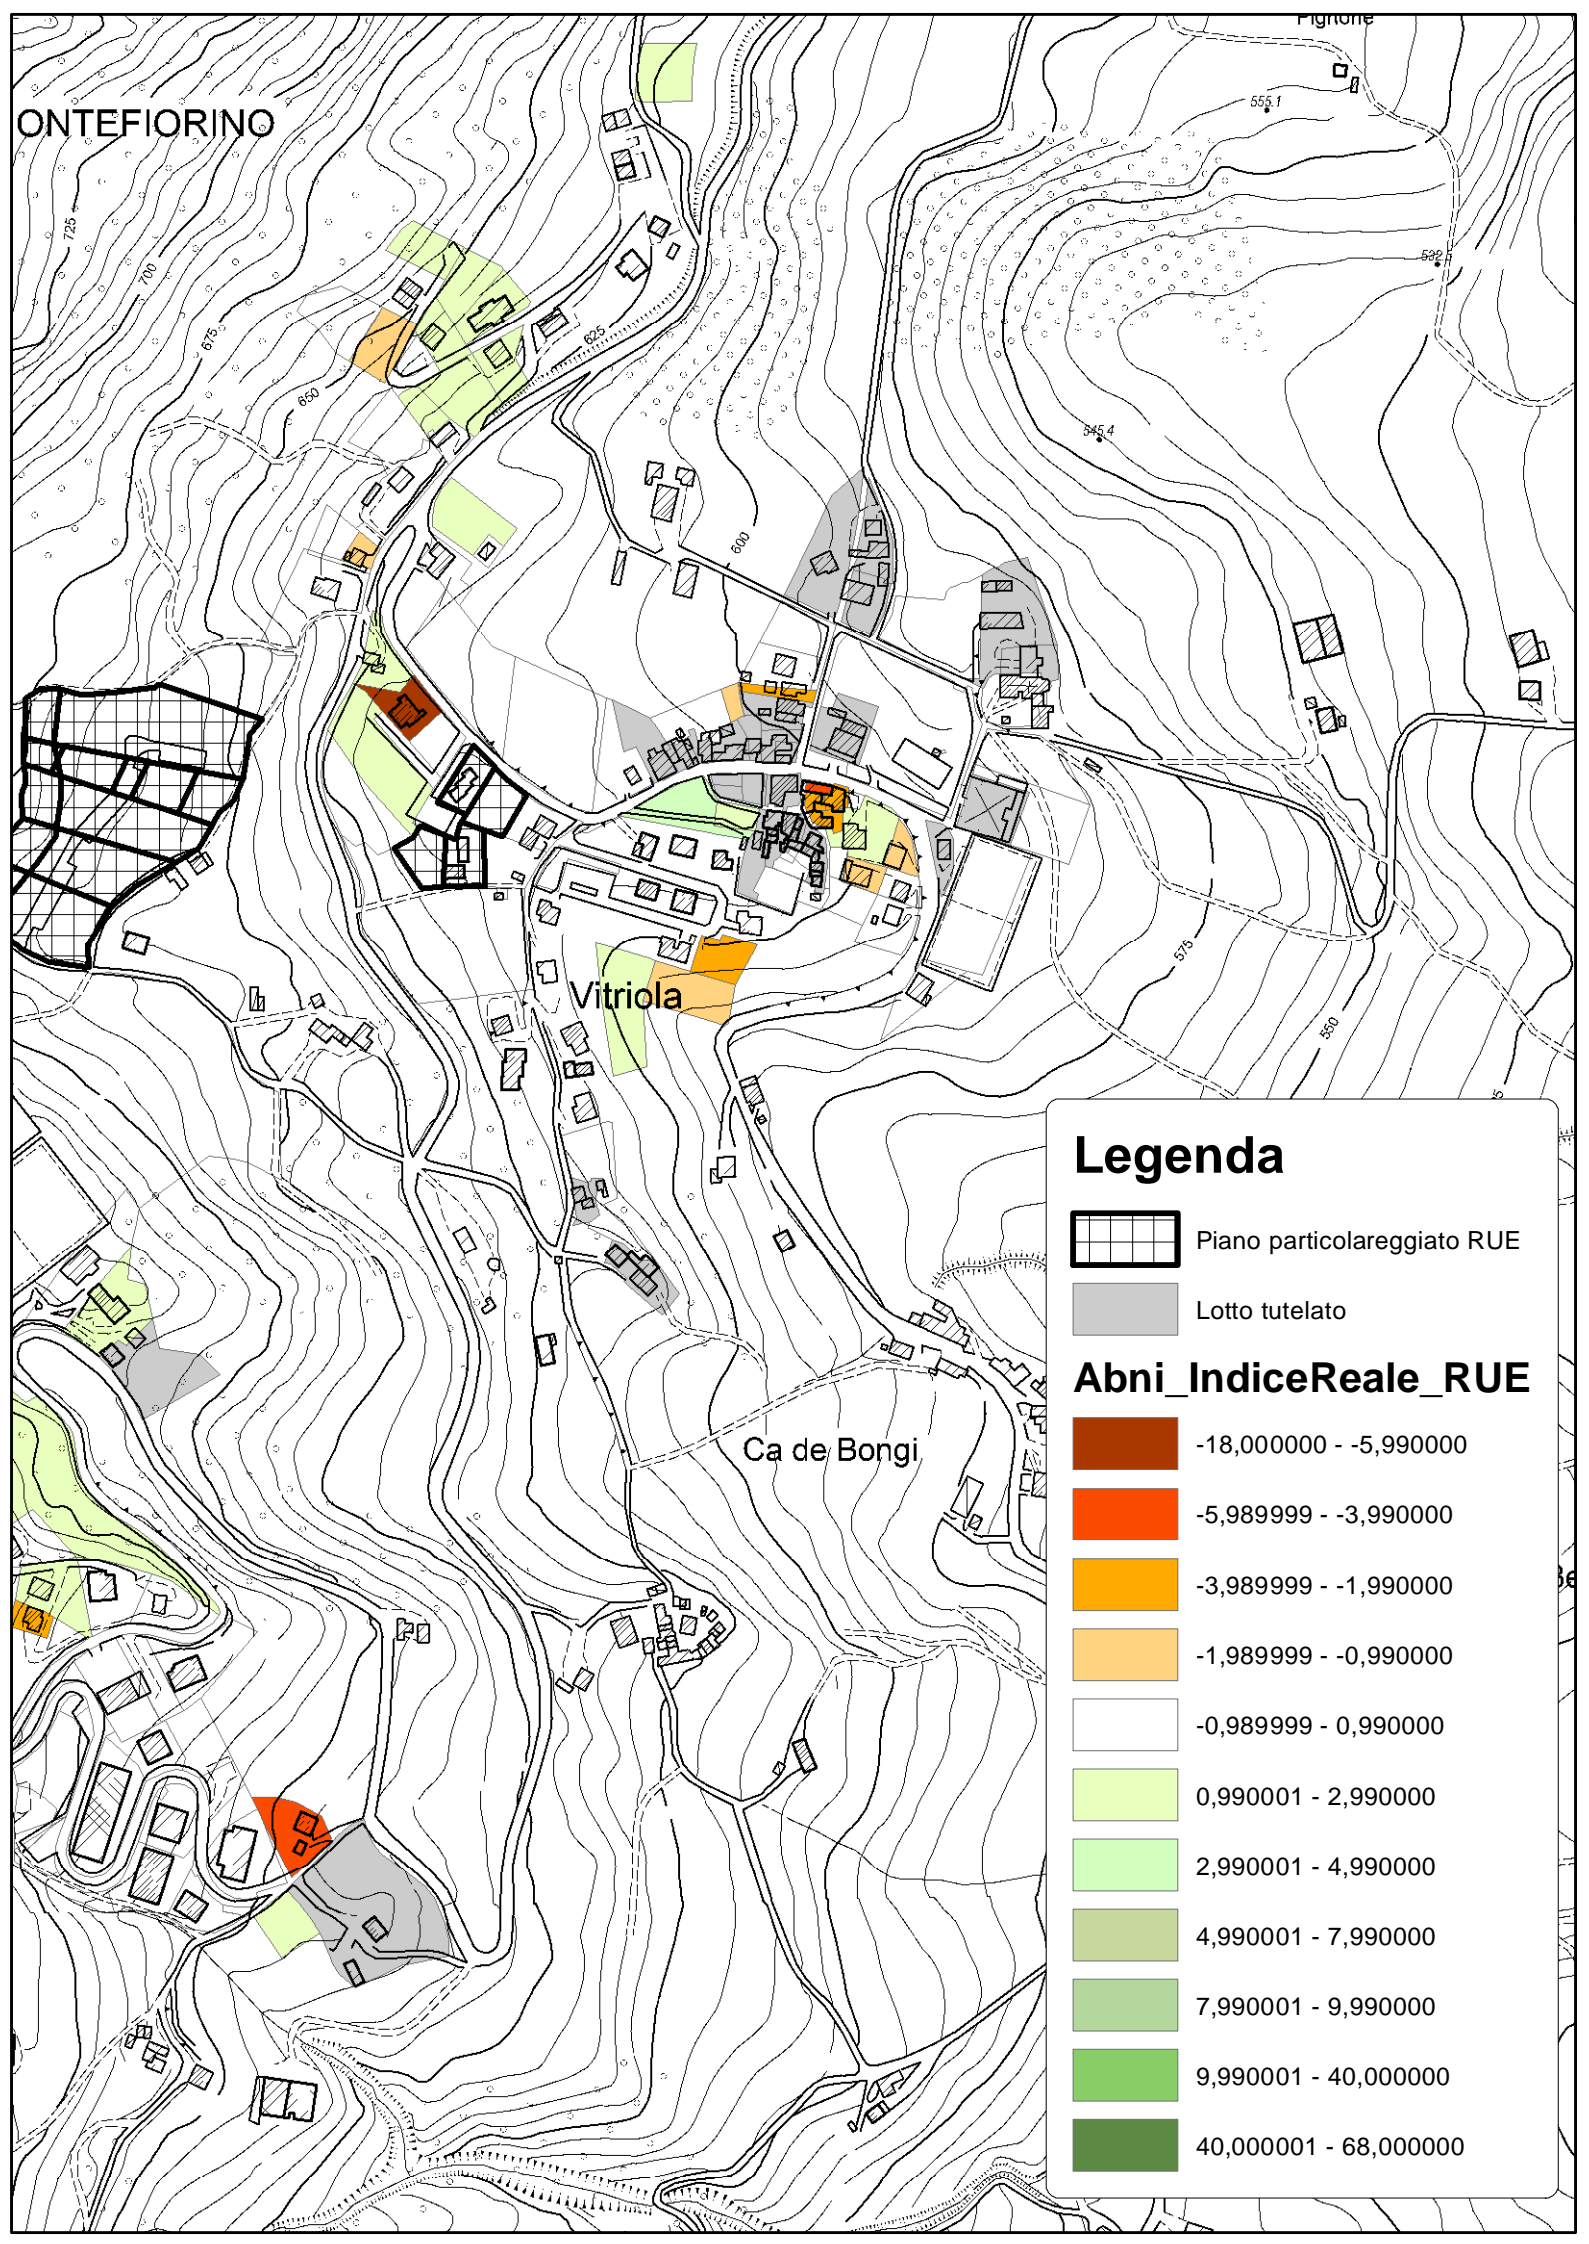 Pignone
ONTEFIORINO
555.1
725
700
532.5
675
625
650
545.4
600
Vitriola
575
550
Ca de Bongi
Legenda
Piano particolareggiato RUE
Lotto tutelato
Abni_IndiceReale_RUE
-18,000000 - -5,990000
-5,989999 - -3,990000
-3,989999 - -1,990000
-1,989999 - -0,990000
-0,989999 - 0,990000
0,990001 - 2,990000
2,990001 - 4,990000
4,990001 - 7,990000
7,990001 - 9,990000
9,990001 - 40,000000
40,000001 - 68,000000